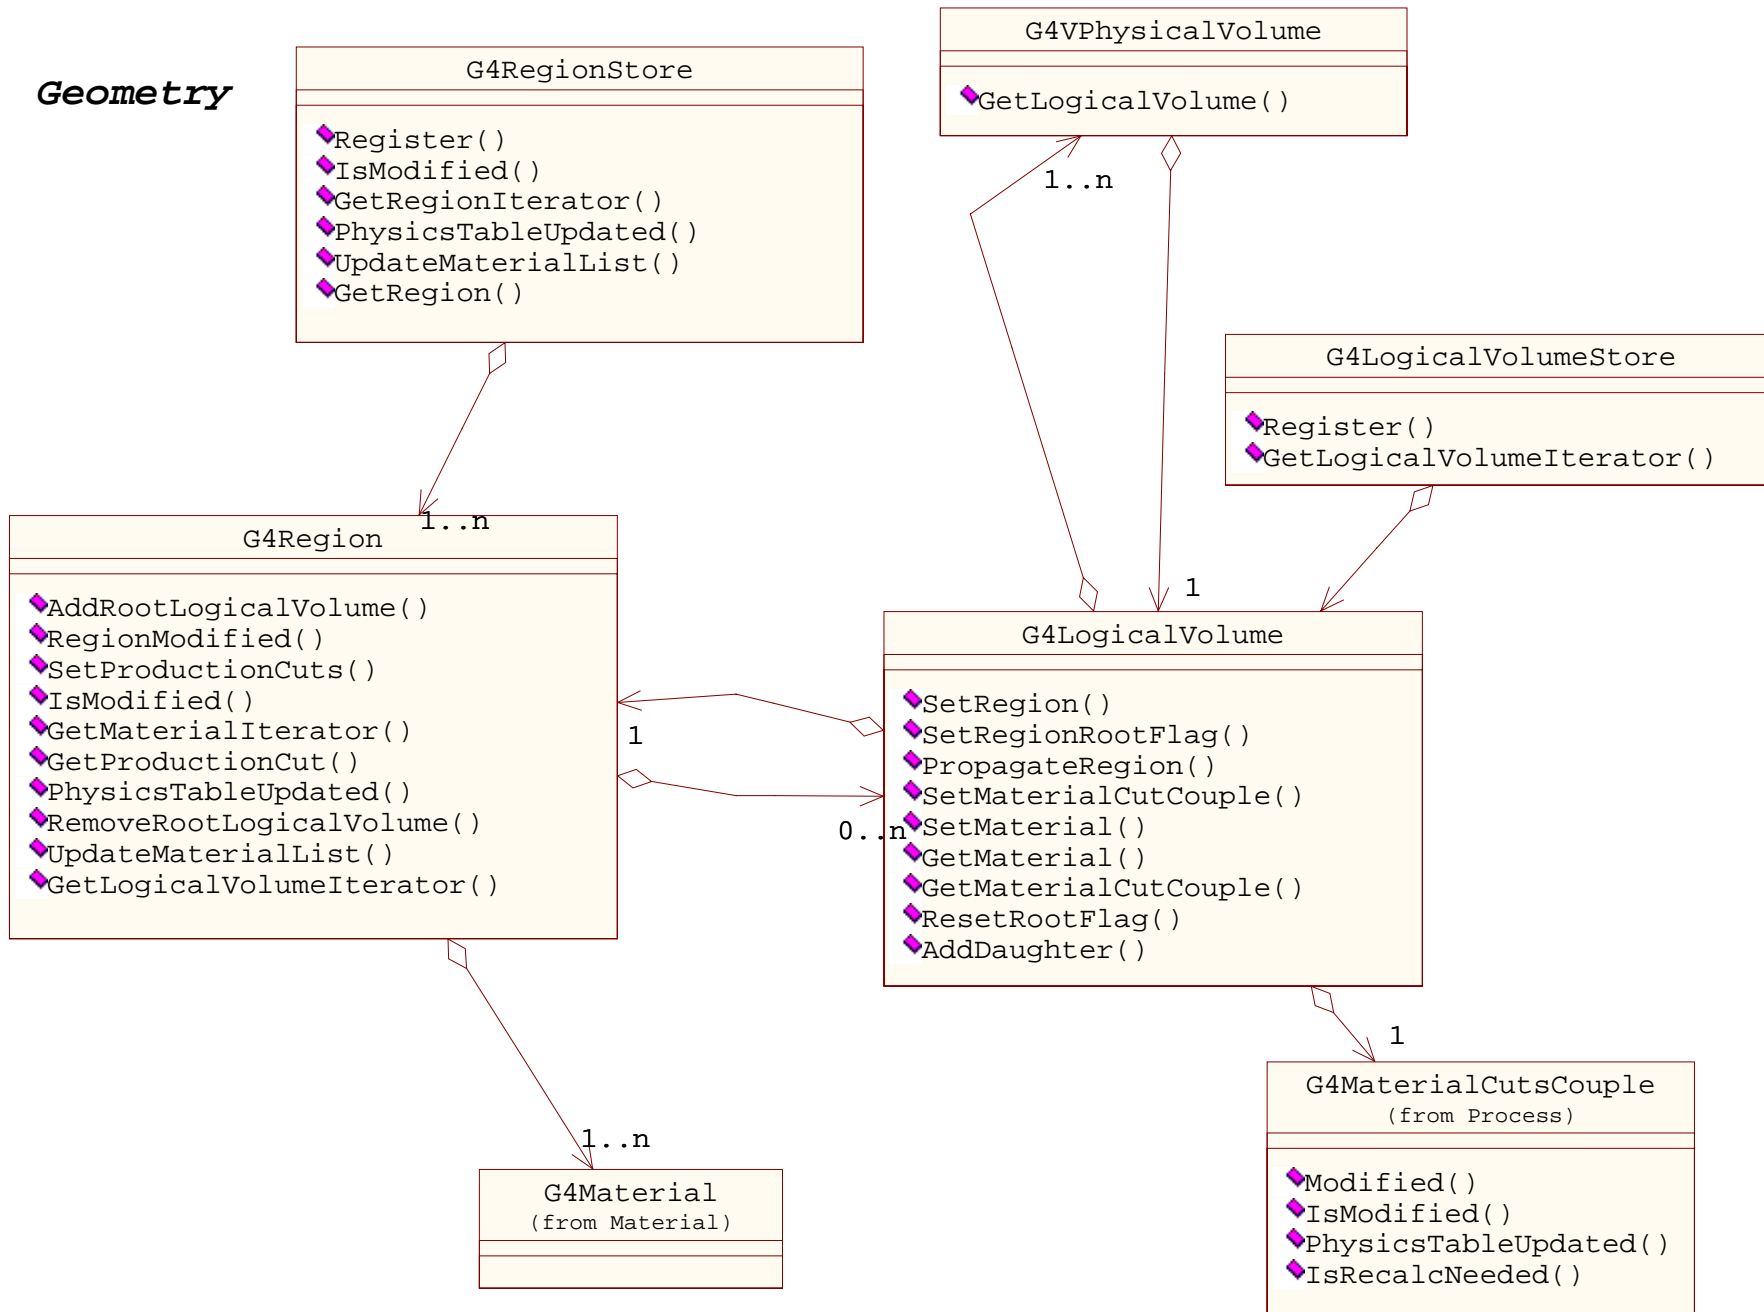 Geometry
G4RegionStore
Register()
IsModified()
GetRegionIterator()
PhysicsTableUpdated()
UpdateMaterialList()
GetRegion()
G4VPhysicalVolume
GetLogicalVolume()
1..n
1
G4LogicalVolumeStore
Register()
GetLogicalVolumeIterator()
1..n
G4Region
AddRootLogicalVolume()
RegionModified()
SetProductionCuts()
IsModified()
GetMaterialIterator()
GetProductionCut()
PhysicsTableUpdated()
RemoveRootLogicalVolume()
UpdateMaterialList()
GetLogicalVolumeIterator()
1
0..n
G4LogicalVolume
SetRegion()
SetRegionRootFlag()
PropagateRegion()
SetMaterialCutCouple()
SetMaterial()
GetMaterial()
GetMaterialCutCouple()
ResetRootFlag()
AddDaughter()
1..n
G4Material
(from Material)
1
G4MaterialCutsCouple
(from Process)
Modified()
IsModified()
PhysicsTableUpdated()
IsRecalcNeeded()